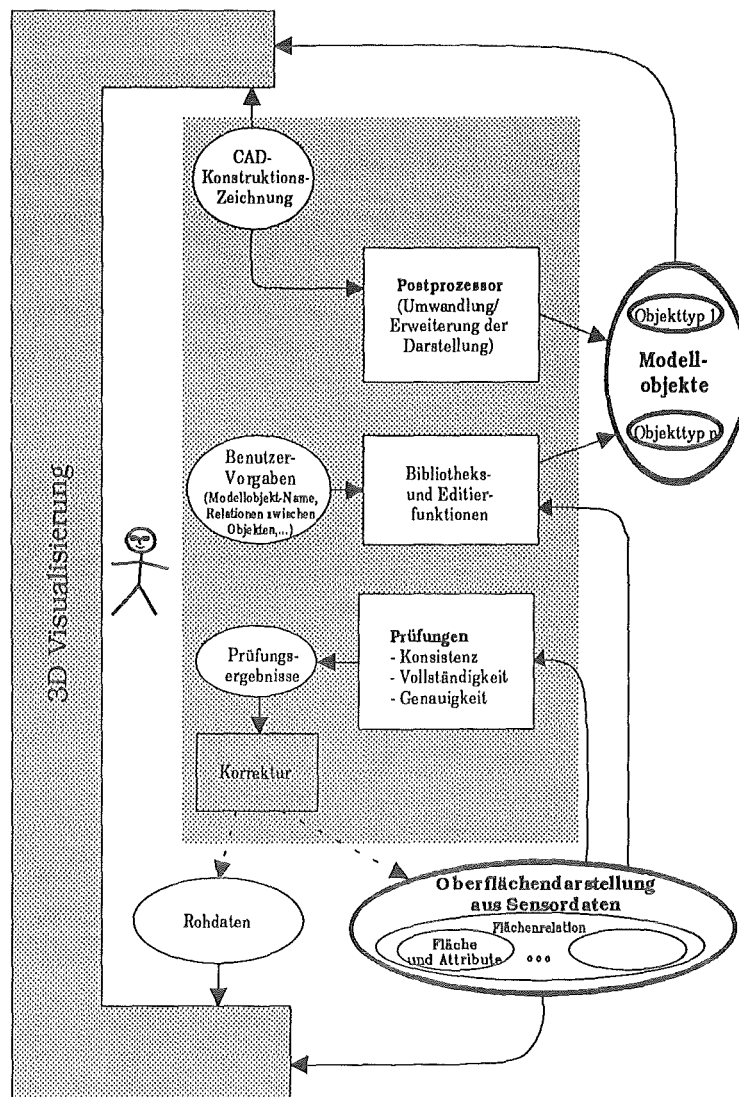 CAD-
Konstruktions-
Zeichnung
Postprozessor
(Umwandlung/
Erweiterung der
Darstellung)
Objekttyp 1
Modell-
objekte
Objekttyp n
Benutzer-
Vorgaben
(Modellobjekt-Name,
Relationen zwischen
Objekten,...)
Bibliotheks-
und Editier-
funktionen
3D Visualisierung
Prüfungen
- Konsistenz
- Vollständigkeit
- Genauigkeit
Prüfungs-
ergebnisse
Korrektur
Rohdaten
Oberflächendarstellung
aus Sensordaten
Flächenrelation
Fläche
und Attribute
...